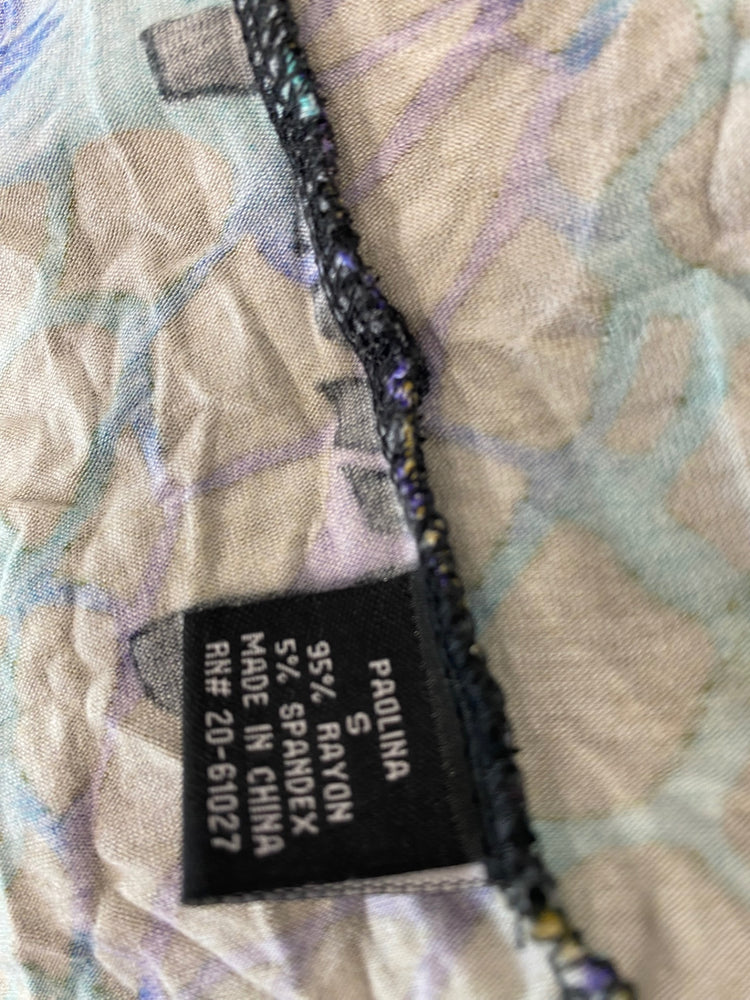 PAOLINA
S
95% RAYON
5% SPANDEX
MADE IN CHINA
RN# 20-61027